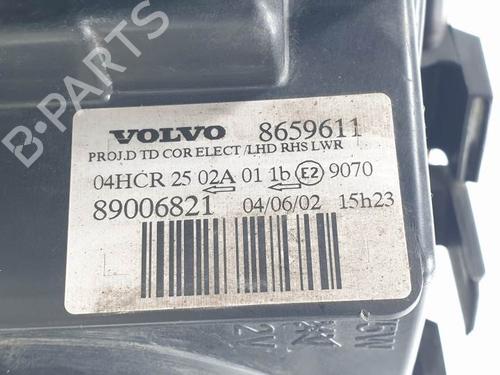 VOLVO 8659611
PROJ.D TD COR ELECT /LHD RHS LWR
04HCR 25 02A 01 1b E2 9070
89006821 04/06/02 15h23
B-PARTS